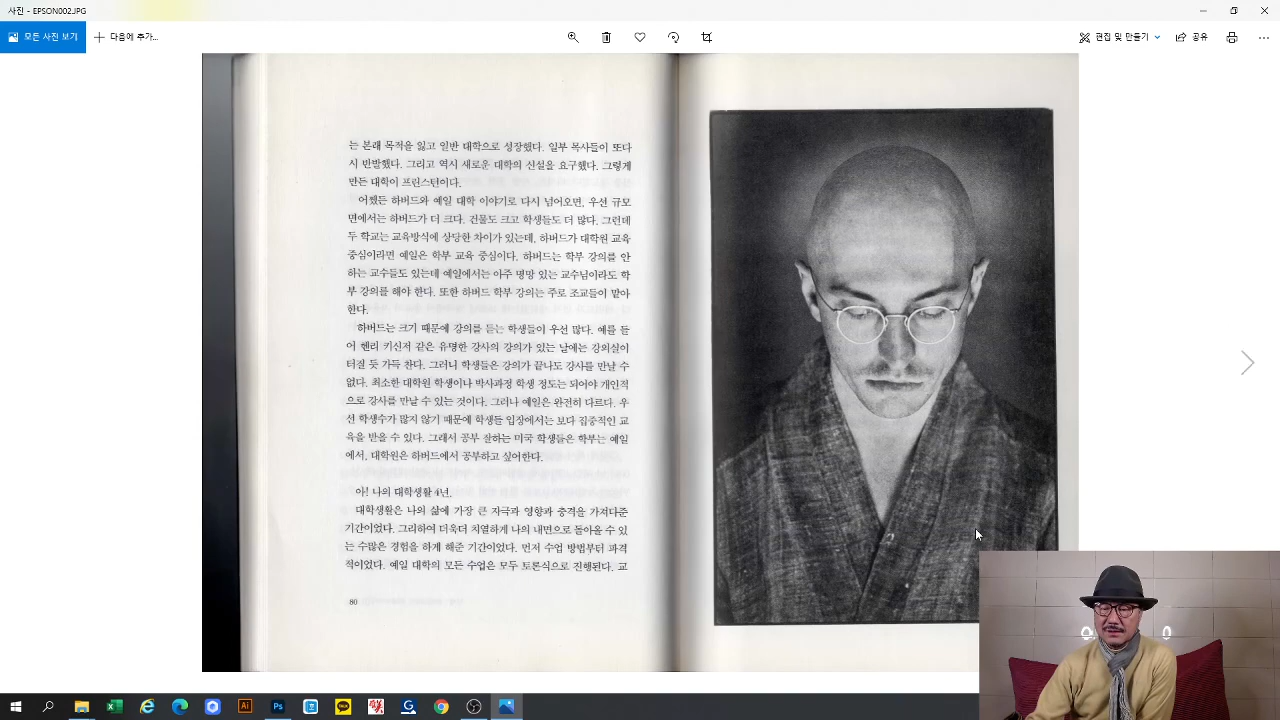 사진 - EPSON002.JPG
모든 사진 보기
다음에 추가...
편집 및 만들기
공유
는 본래 목적을 잃고 일반 대학으로 성장했다. 일부 목사들이 또다
시 반발했다. 그리고 역시 새로운 대학의 신설을 요구했다. 그렇게
만든 대학이 프린스턴이다.
어쨌든 하버드와 예일 대학 이야기로 다시 넘어오면, 우선 규모
면에서는 하버드가 더 크다. 건물도 크고 학생들도 더 많다. 그런데
두 학교는 교육방식에 상당한 차이가 있는데, 하버드가 대학원 교육
중심이라면 예일은 학부 교육 중심이다. 하버드는 학부 강의를 안
하는 교수들도 있는데 예일에서는 아주 명망 있는 교수님이라도 학
부 강의를 해야 한다. 또한 하버드 학부 강의는 주로 조교들이 맡아
한다.
하버드는 크기 때문에 강의를 듣는 학생들이 우선 많다. 예를 들
어 헨리 키신저 같은 유명한 강사의 강의가 있는 날에는 강의실이
터질 듯 가득 찬다. 그러니 학생들은 강의가 끝나도 강사를 만날 수
없다. 최소한 대학원 학생이나 박사과정 학생 정도는 되어야 개인적
으로 강사를 만날 수 있는 것이다. 그러나 예일은 완전히 다르다. 우
선 학생수가 많지 않기 때문에 학생들 입장에서는 보다 집중적인 교
육을 받을 수 있다. 그래서 공부 잘하는 미국 학생들은 학부는 예일
에서, 대학원은 하버드에서 공부하고 싶어한다.
아! 나의 대학생활 4년.
대학생활은 나의 삶에 가장 큰 자극과 영향과 충격을 가져다준
기간이었다. 그리하여 더욱더 치열하게 나의 내면으로 돌아올 수 있
는 수많은 경험을 하게 해준 기간이었다. 먼저 수업 방법부터 파격
적이었다. 예일 대학의 모든 수업은 모두 토론식으로 진행된다. 교
80